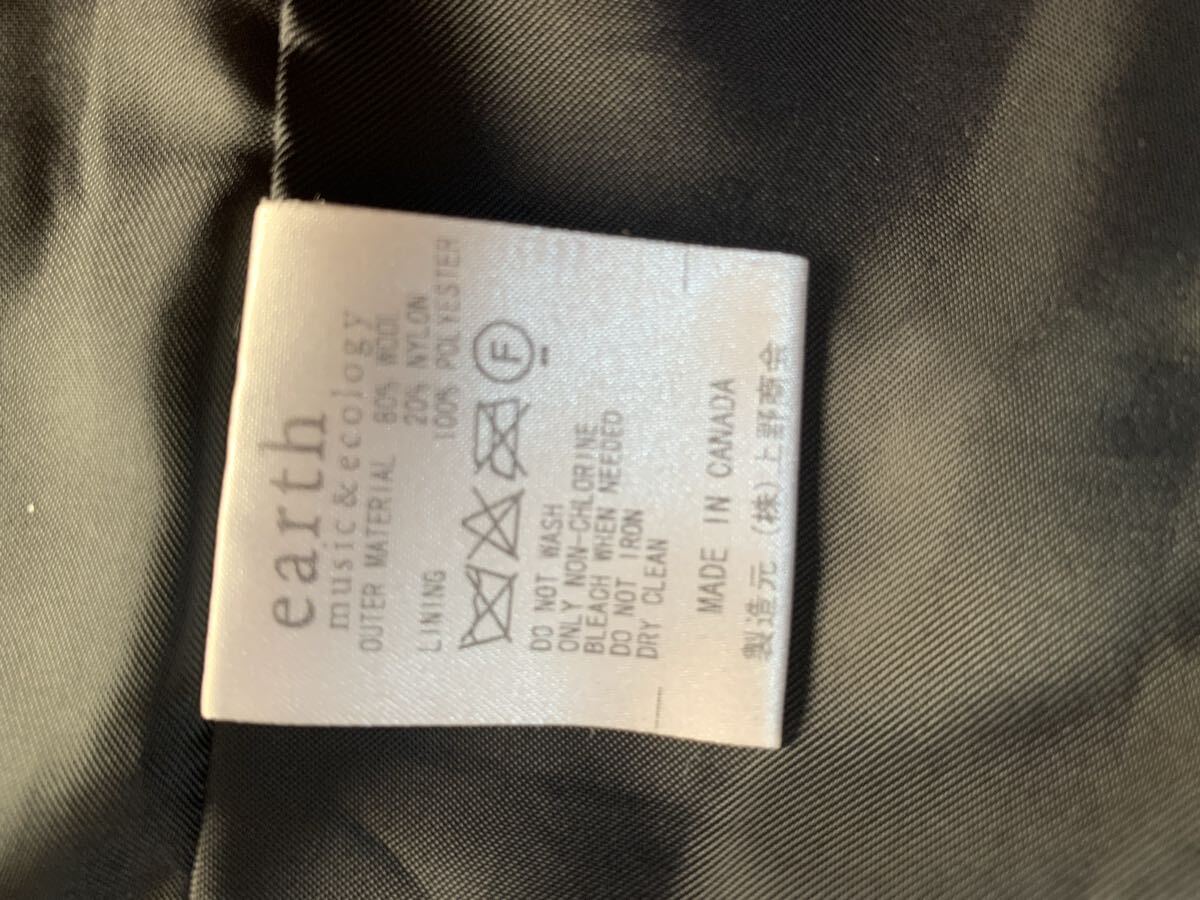 earth
music & ecology
OUTER MATERIAL 80% WOOL
20% NYLON
LINING 100% POLYESTER
F
DO NOT WASH
ONLY NON-CHLORINE
BLEACH WHEN NEEDED
DO NOT IRON
DRY CLEAN
MADE IN CANADA
製造元 (株)上野商会